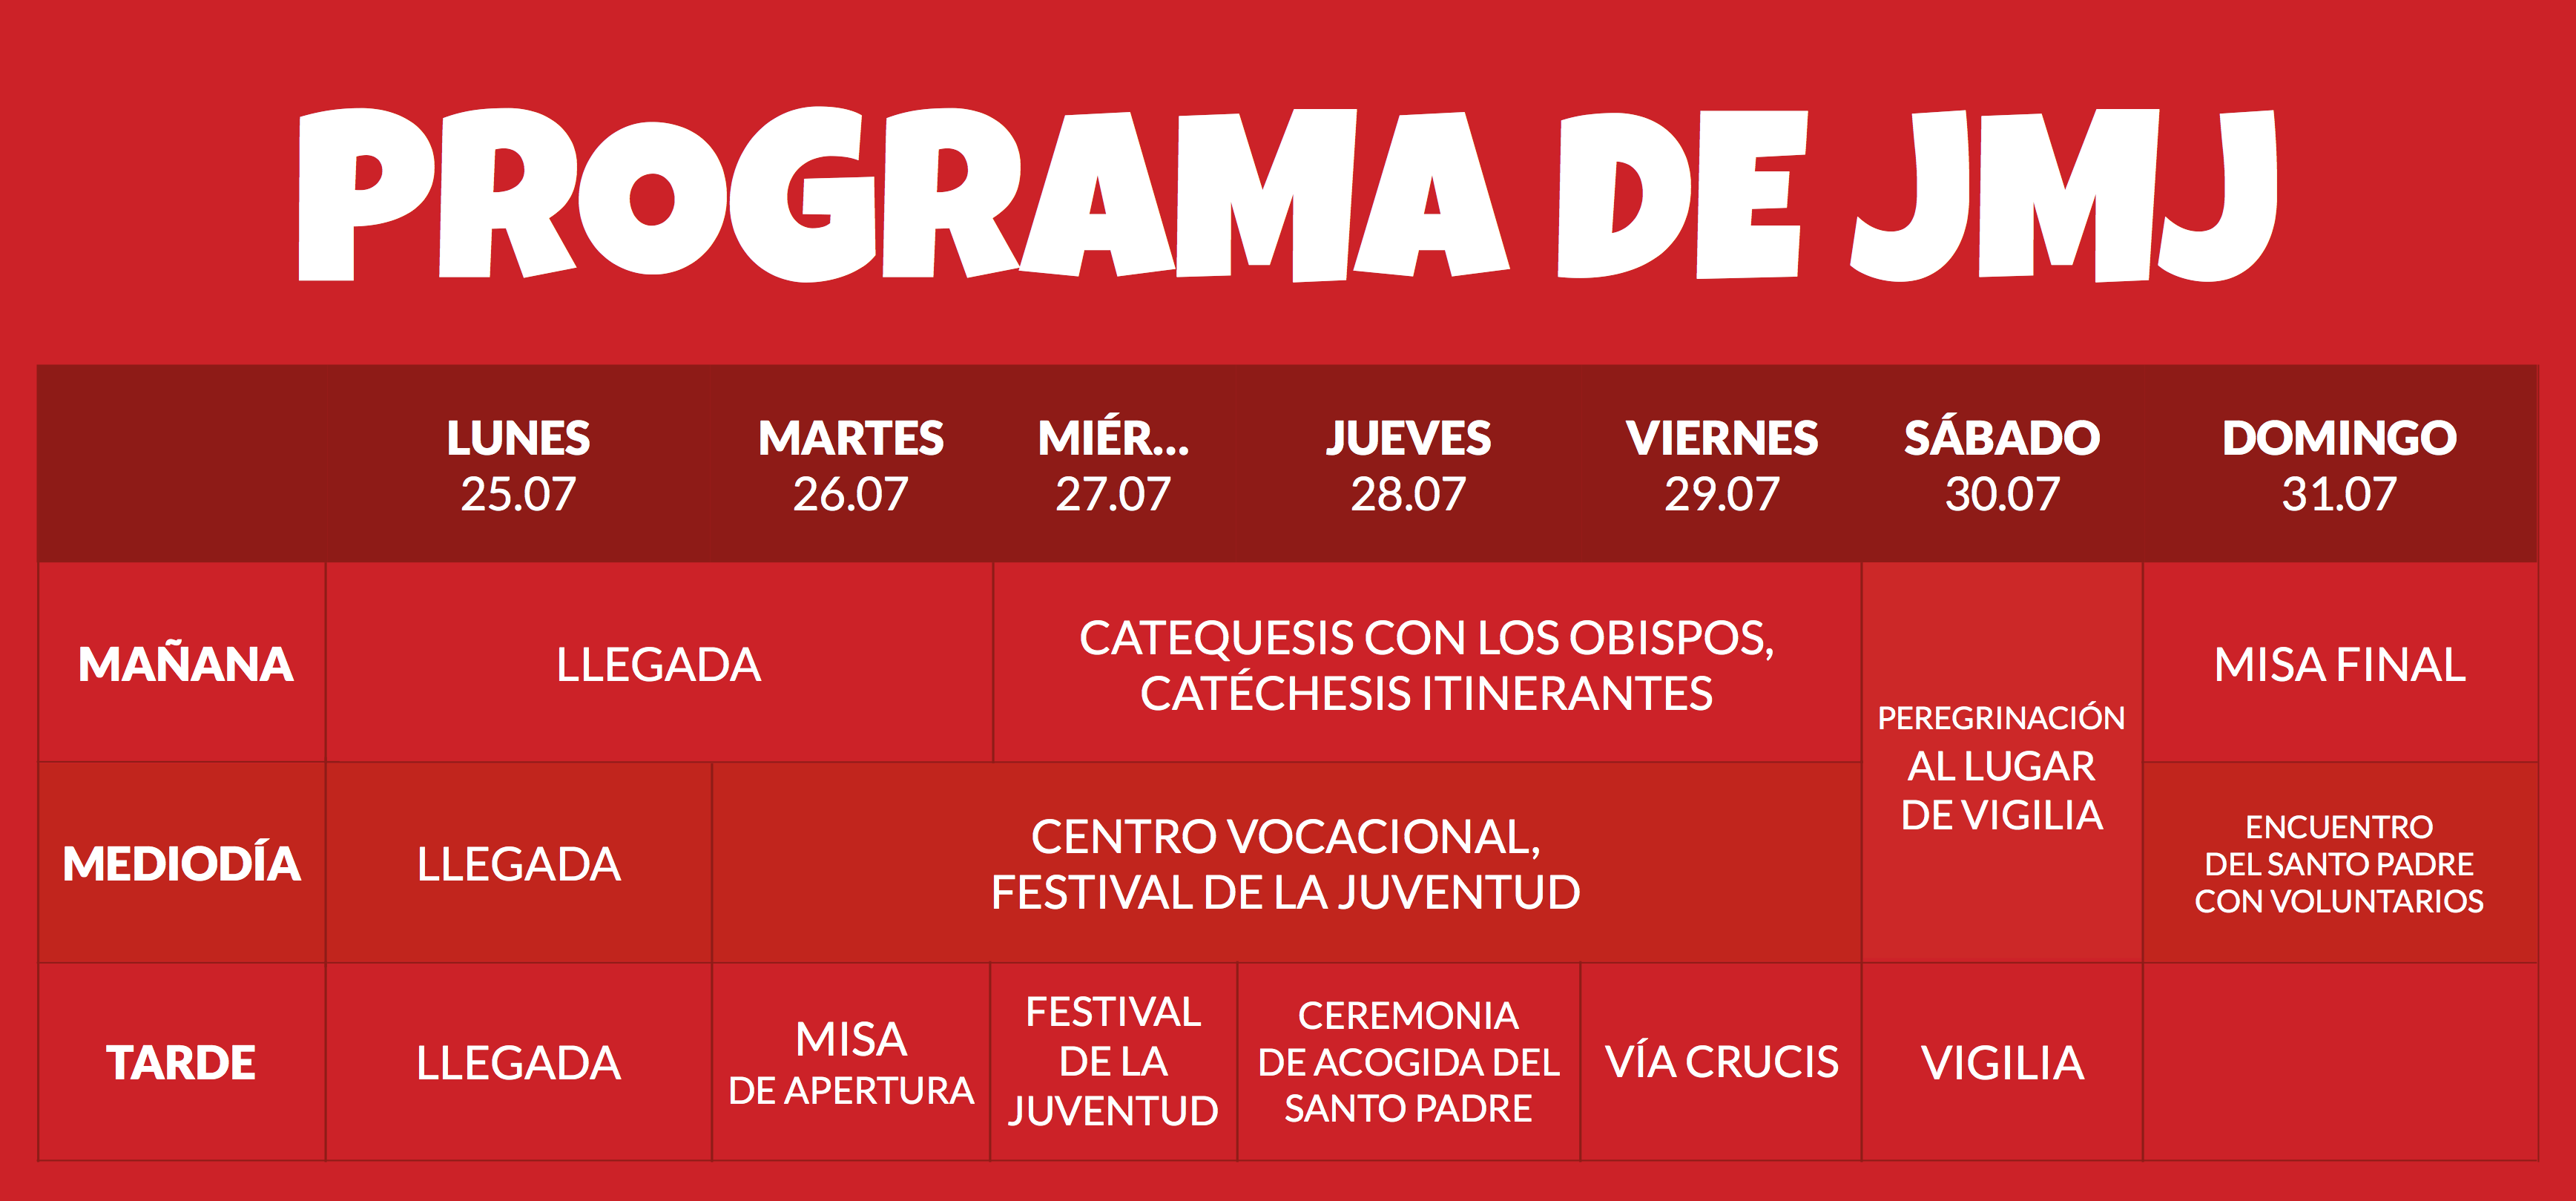 PROGRAMA DE JMJ
LUNES
25.07
MARTES
26.07
MIÉR...
27.07
JUEVES
28.07
VIERNES
29.07
SÁBADO
30.07
DOMINGO
31.07
MAÑANA
LLEGADA
CATEQUESIS CON LOS OBISPOS,
CATÉCHESIS ITINERANTES
PEREGRINACIÓN
AL LUGAR
DE VIGILIA
MISA FINAL
MEDIODÍA
LLEGADA
CENTRO VOCACIONAL,
FESTIVAL DE LA JUVENTUD
ENCUENTRO
DEL SANTO PADRE
CON VOLUNTARIOS
TARDE
LLEGADA
MISA
DE APERTURA
FESTIVAL
DE LA
JUVENTUD
CEREMONIA
DE ACOGIDA DEL
SANTO PADRE
VÍA CRUCIS
VIGILIA